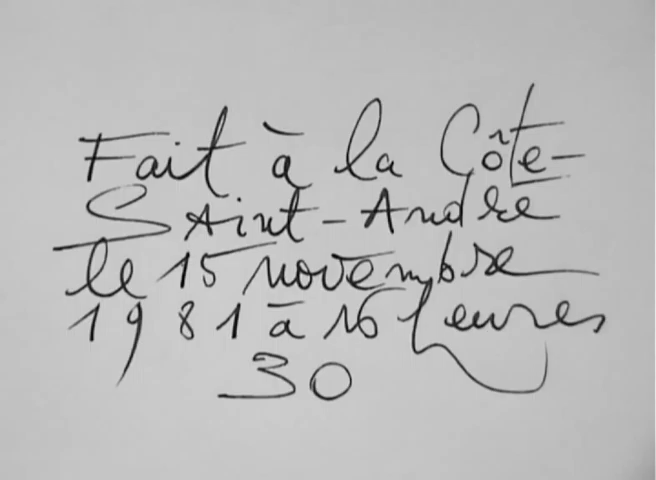 Fait à la Côte-
Saint-André
le 15 novembre
1981 à 16 heures
30